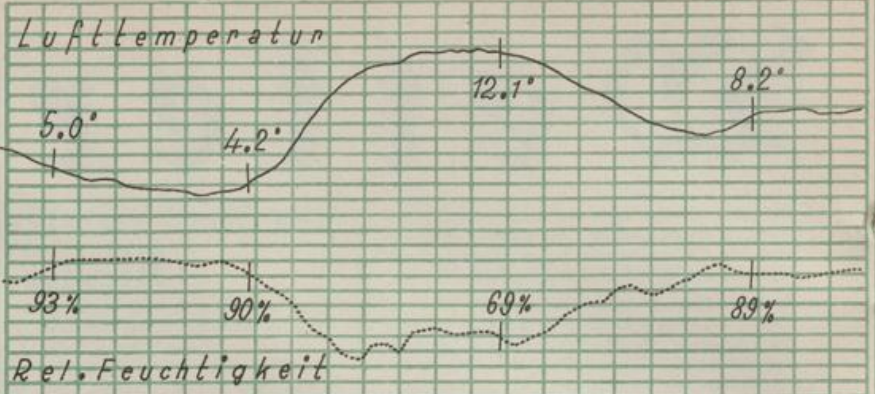 Lufttemperatur
5.0° 4.2° 12.1° 8.2°
93% 90% 69% 89%
Rel. Feuchtigkeit